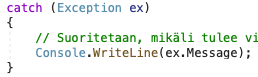 catch (Exception ex)
{
// Suoritetaan, mikäli tulee vi
Console.WriteLine(ex.Message);
}